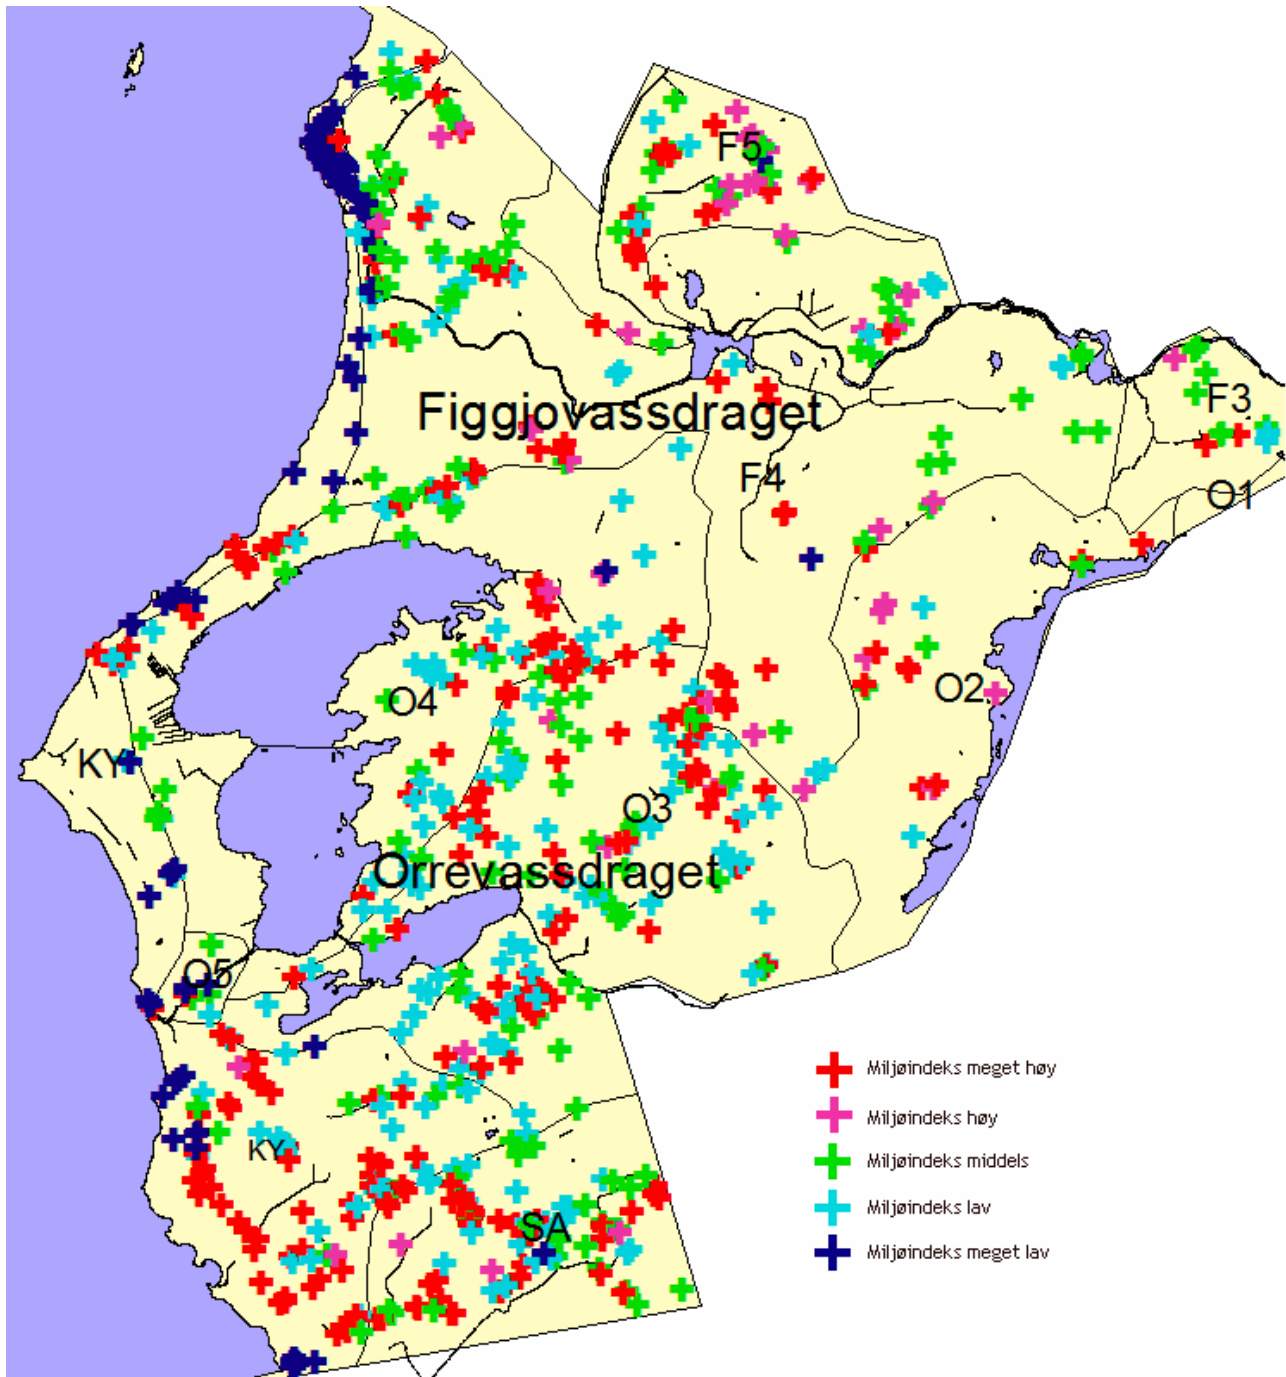 F5
F3
Figgjovassdraget
F4
O1
O2
O4
KY
O3
Orrevassdraget
O5
Miljøindeks meget høy
Miljøindeks høy
KY
Miljøindeks middels
Miljøindeks lav
SA
Miljøindeks meget lav